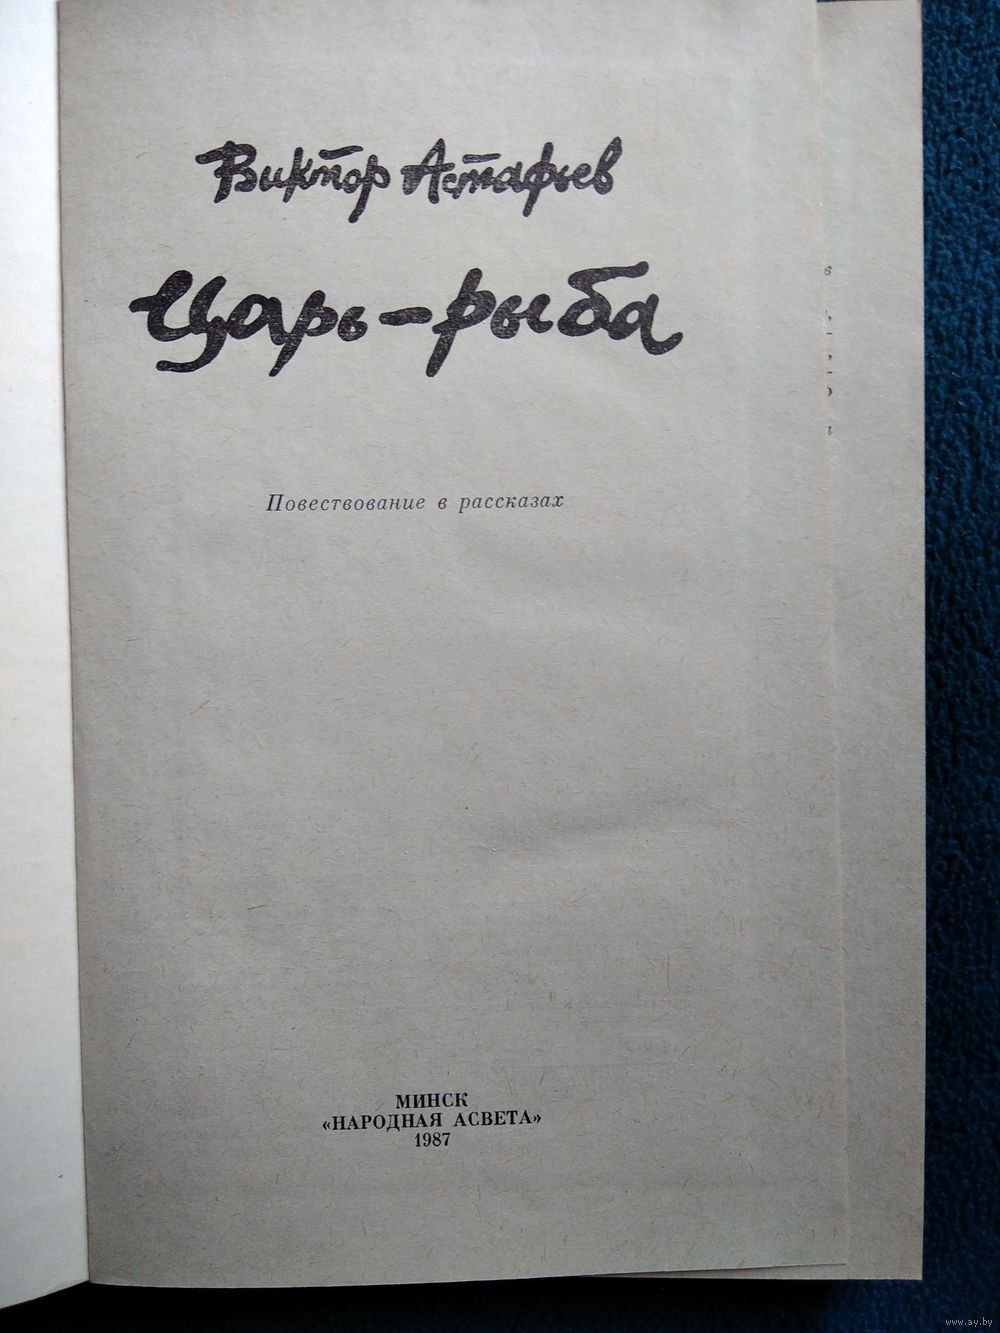 Виктор Астафьев
Царь-рыба
Повествование в рассказах
МИНСК
«НАРОДНАЯ АСВЕТА»
1987
www.ay.by